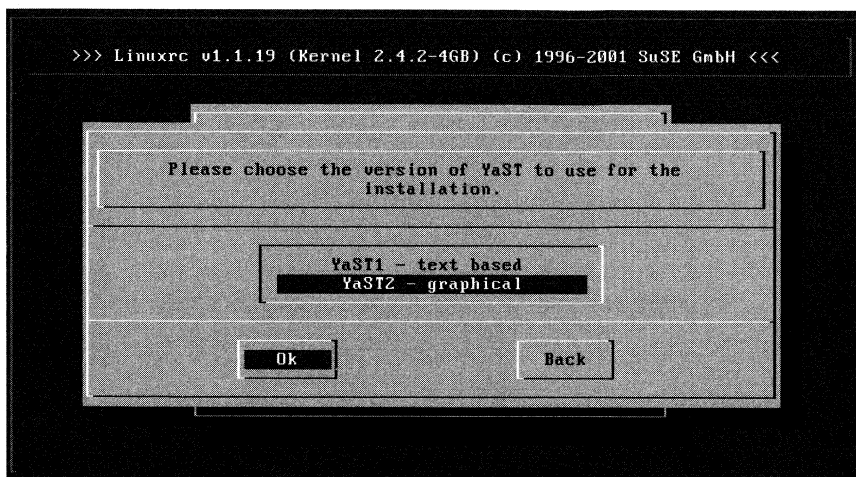 >>> Linuxrc v1.1.19 (Kernel 2.4.2-4GB) (c) 1996-2001 SuSE GmbH <<<
Please choose the version of YaST to use for the
installation.
YaST1 - text based
YaST2 - graphical
Ok Back